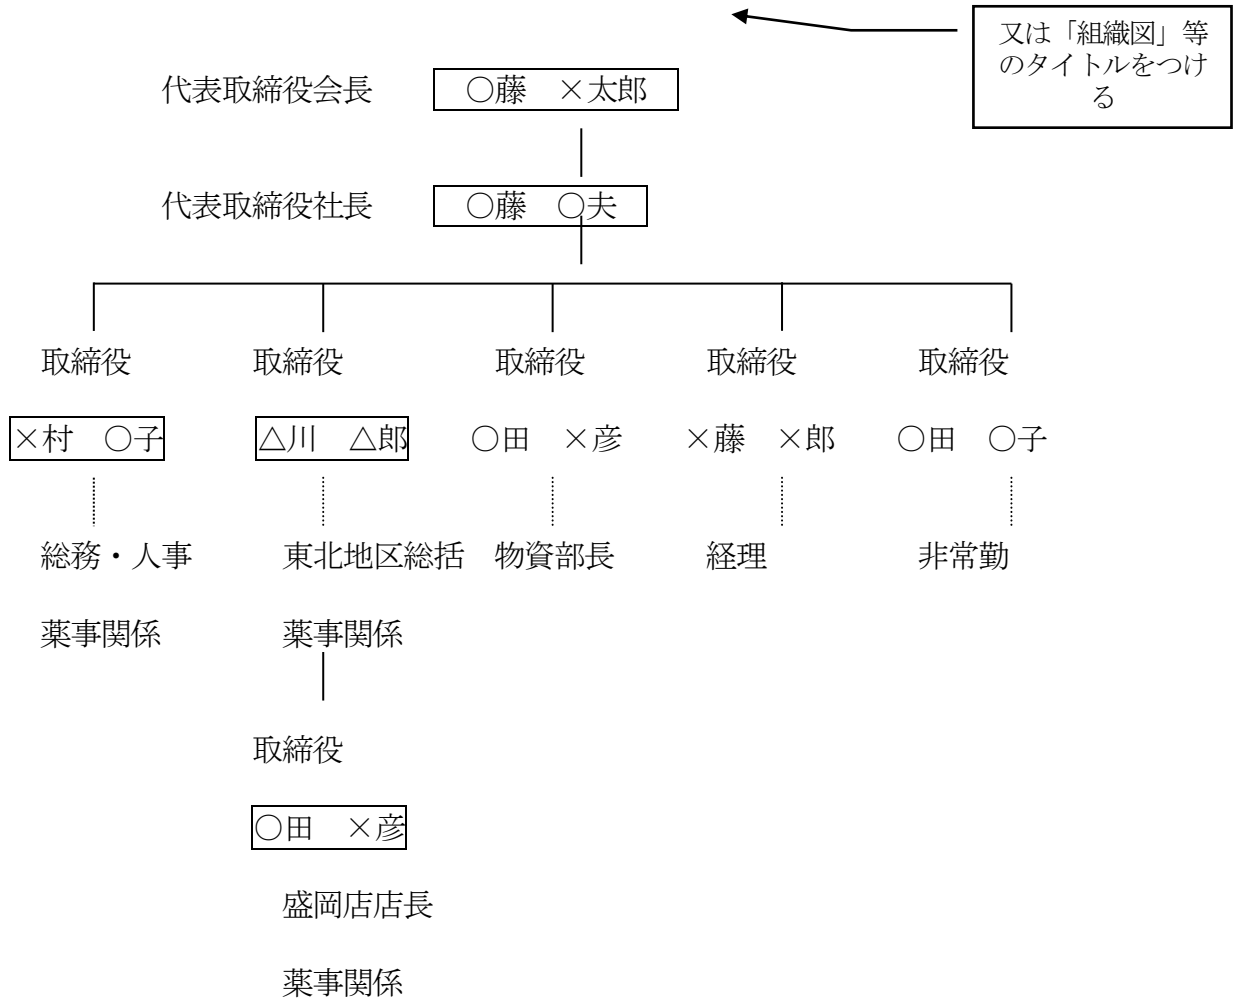 又は「組織図」等
のタイトルをつけ
る
代表取締役会長　○藤　×太郎
代表取締役社長　○藤　○夫
取締役　取締役　取締役　取締役　取締役
×村　○子　△川　△郎　○田　×彦　×藤　×郎　○田　○子
総務・人事　東北地区総括　物資部長　経理　非常勤
薬事関係　薬事関係
取締役
○田　×彦
盛岡店店長
薬事関係